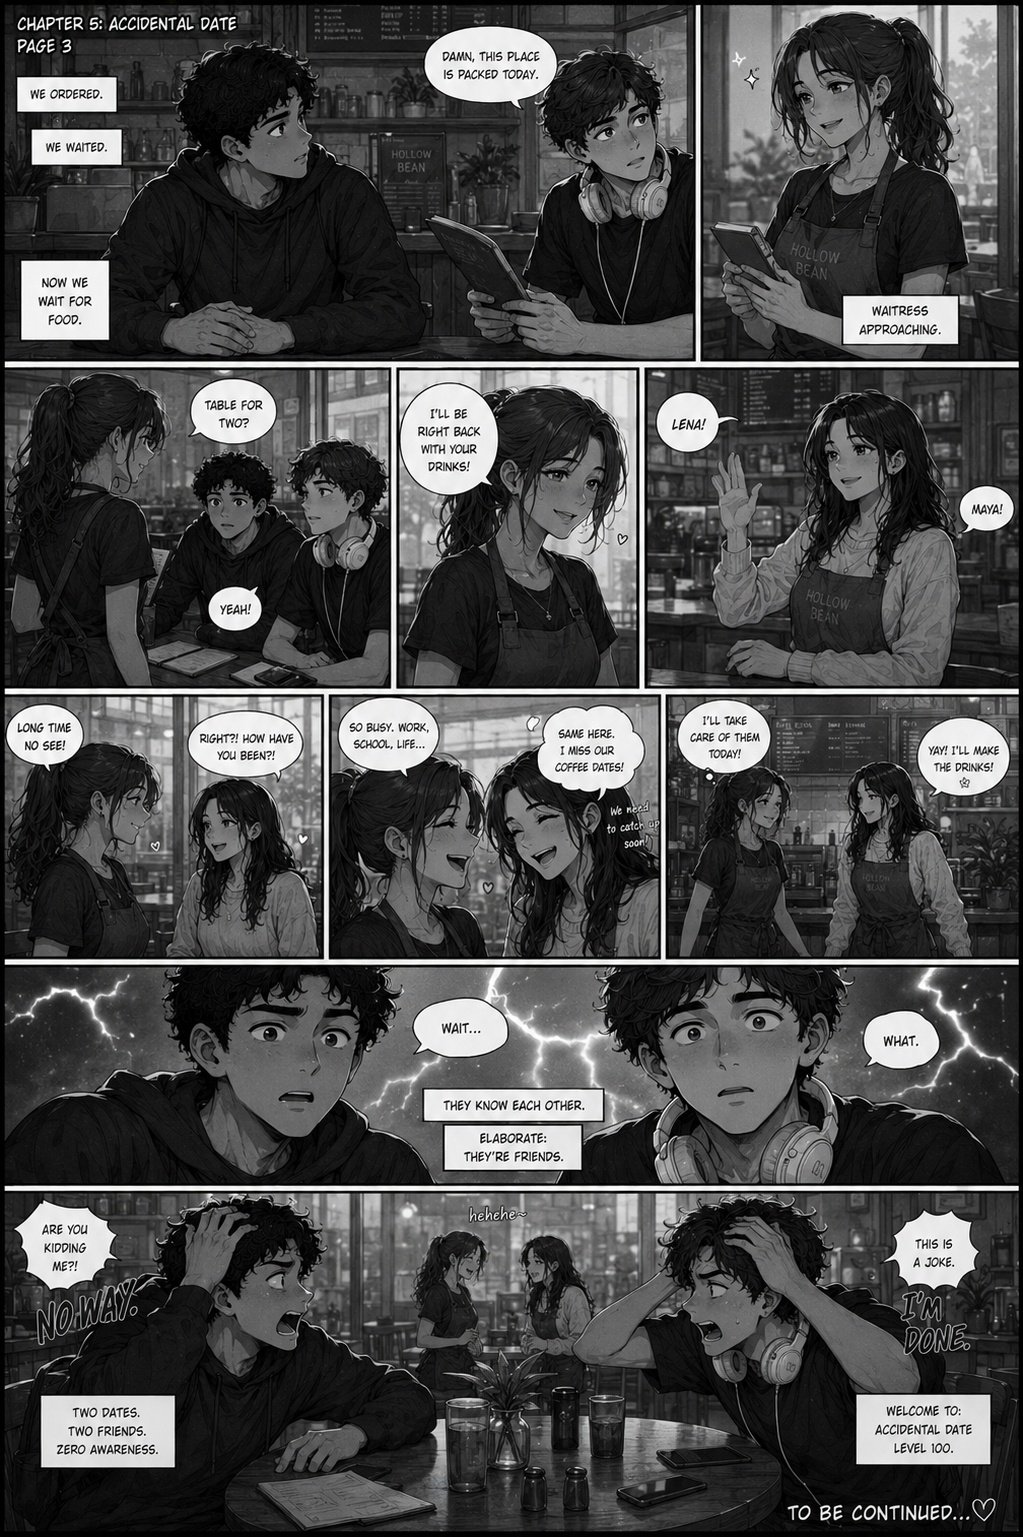 CHAPTER 5: ACCIDENTAL DATE
PAGE 3
WE ORDERED.
WE WAITED.
NOW WE
WAIT FOR
FOOD.
DAMN, THIS PLACE
IS PACKED TODAY.
HOLLOW
BEAN
HOLLOW
BEAN
WAITRESS
APPROACHING.
TABLE FOR
TWO?
YEAH!
I'LL BE
RIGHT BACK
WITH YOUR
DRINKS!
LENA!
MAYA!
HOLLOW
BEAN
LONG TIME
NO SEE!
RIGHT?! HOW HAVE
YOU BEEN?!
SO BUSY. WORK,
SCHOOL, LIFE...
SAME HERE.
I MISS OUR
COFFEE DATES!
We need
to catch up
soon!
I'LL TAKE
CARE OF THEM
TODAY!
YAY! I'LL MAKE
THE DRINKS!
HOLLOW
BEAN
HOLLOW
BEAN
WAIT...
WHAT.
THEY KNOW EACH OTHER.
ELABORATE:
THEY'RE FRIENDS.
ARE YOU
KIDDING
ME?!
NO WAY.
hehehe~
THIS IS
A JOKE.
I'M
DONE.
TWO DATES.
TWO FRIENDS.
ZERO AWARENESS.
WELCOME TO:
ACCIDENTAL DATE
LEVEL 100.
TO BE CONTINUED...♡